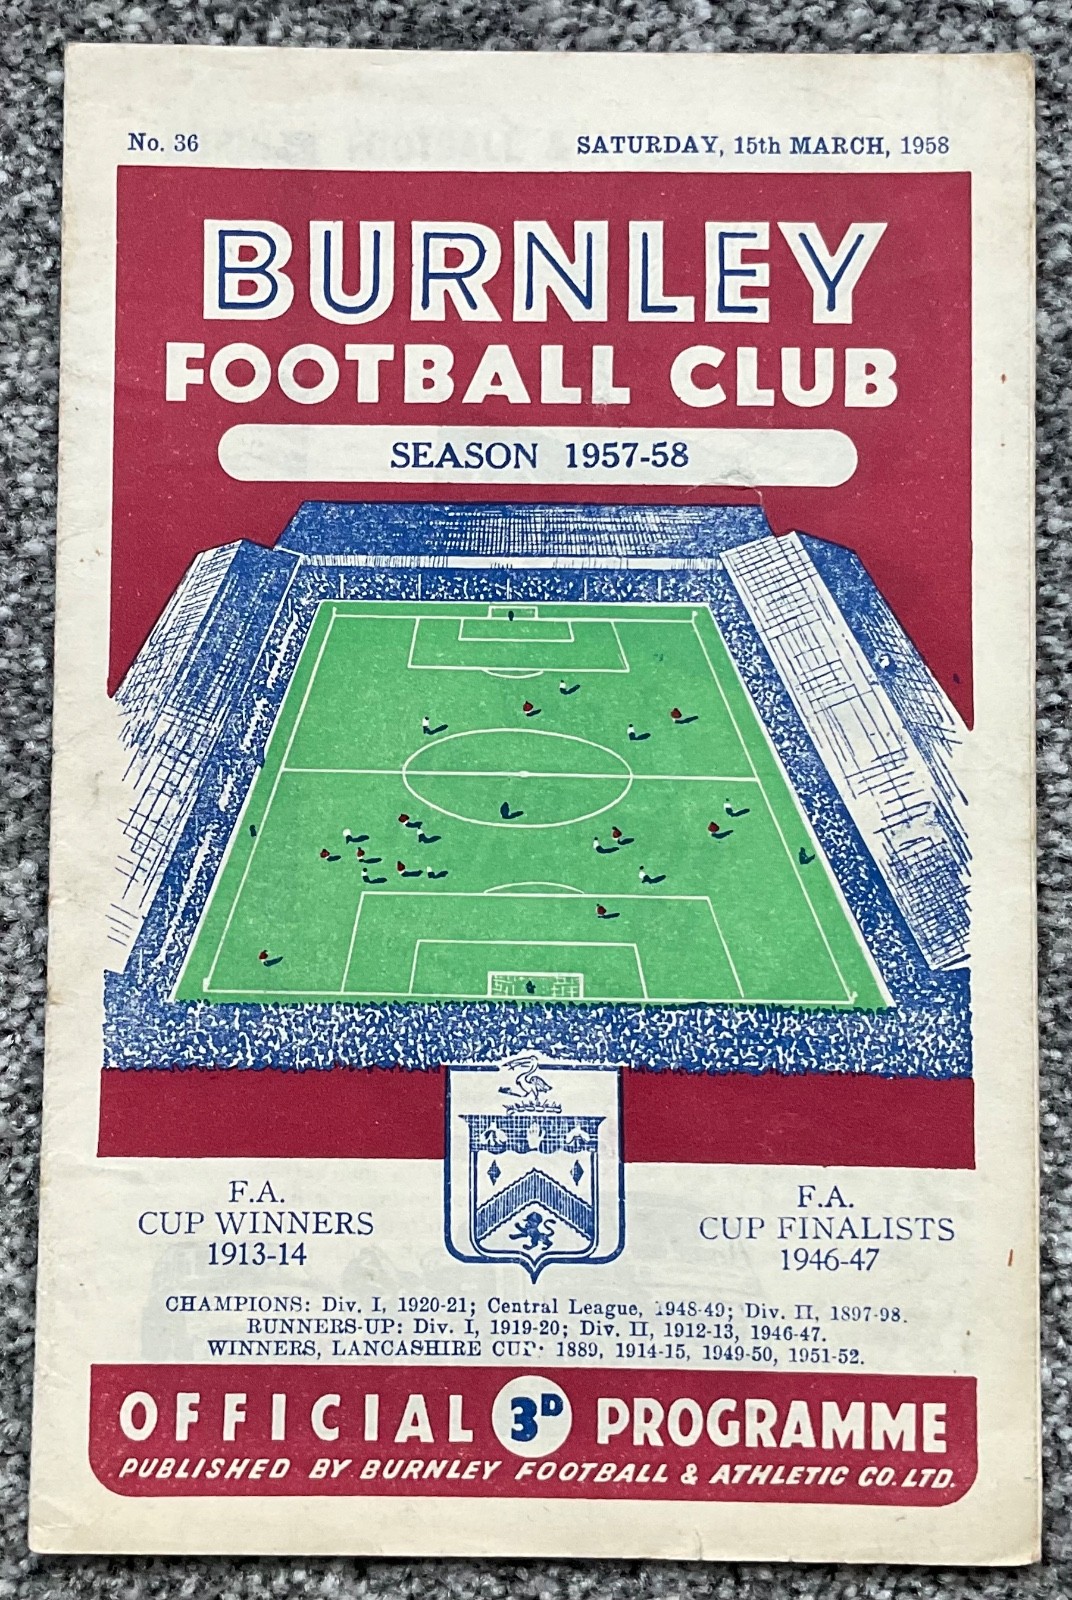 No. 36
SATURDAY, 15th MARCH, 1958
BURNLEY
FOOTBALL CLUB
SEASON 1957-58
F.A.
CUP WINNERS
1913-14
F.A.
CUP FINALISTS
1946-47
CHAMPIONS: Div. I, 1920-21; Central League, 1948-49; Div. II, 1897-98.
RUNNERS-UP: Div. I, 1919-20; Div. II, 1912-13, 1946-47.
WINNERS, LANCASHIRE CUP: 1889, 1914-15, 1949-50, 1951-52.
OFFICIAL 3D PROGRAMME
PUBLISHED BY BURNLEY FOOTBALL & ATHLETIC CO. LTD.